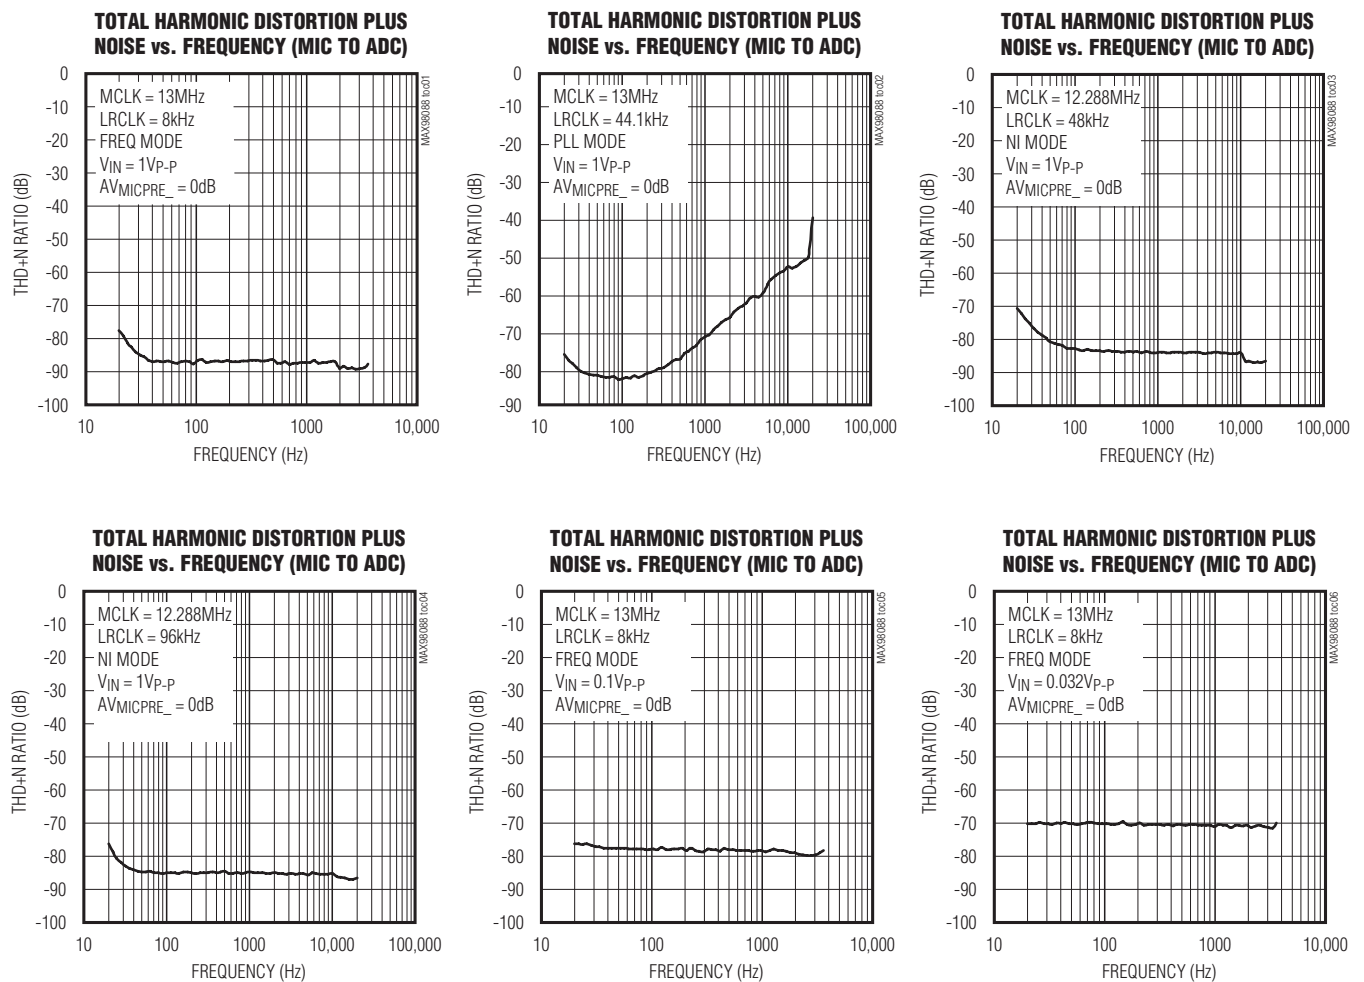 TOTAL HARMONIC DISTORTION PLUS
NOISE vs. FREQUENCY (MIC TO ADC)
MCLK = 13MHz
LRCLK = 8kHz
FREQ MODE
VIN = 1VP-P
AVMICPRE_ = 0dB
MAX98088 toc01
THD+N RATIO (dB)
0
-10
-20
-30
-40
-50
-60
-70
-80
-90
-100
10 100 1000 10,000
FREQUENCY (Hz)
TOTAL HARMONIC DISTORTION PLUS
NOISE vs. FREQUENCY (MIC TO ADC)
MCLK = 13MHz
LRCLK = 44.1kHz
PLL MODE
VIN = 1VP-P
AVMICPRE_ = 0dB
MAX98088 toc02
THD+N RATIO (dB)
0
-10
-20
-30
-40
-50
-60
-70
-80
-90
10 100 1000 10,000 100,000
FREQUENCY (Hz)
TOTAL HARMONIC DISTORTION PLUS
NOISE vs. FREQUENCY (MIC TO ADC)
MCLK = 12.288MHz
LRCLK = 48kHz
NI MODE
VIN = 1VP-P
AVMICPRE_ = 0dB
MAX98088 toc03
THD+N RATIO (dB)
0
-10
-20
-30
-40
-50
-60
-70
-80
-90
-100
10 100 1000 10,000 100,000
FREQUENCY (Hz)
TOTAL HARMONIC DISTORTION PLUS
NOISE vs. FREQUENCY (MIC TO ADC)
MCLK = 12.288MHz
LRCLK = 96kHz
NI MODE
VIN = 1VP-P
AVMICPRE_ = 0dB
MAX98088 toc04
THD+N RATIO (dB)
0
-10
-20
-30
-40
-50
-60
-70
-80
-90
-100
10 100 1000 10,000 100,000
FREQUENCY (Hz)
TOTAL HARMONIC DISTORTION PLUS
NOISE vs. FREQUENCY (MIC TO ADC)
MCLK = 13MHz
LRCLK = 8kHz
FREQ MODE
VIN = 0.1VP-P
AVMICPRE_ = 0dB
MAX98088 toc05
THD+N RATIO (dB)
0
-10
-20
-30
-40
-50
-60
-70
-80
-90
-100
10 100 1000 10,000
FREQUENCY (Hz)
TOTAL HARMONIC DISTORTION PLUS
NOISE vs. FREQUENCY (MIC TO ADC)
MCLK = 13MHz
LRCLK = 8kHz
FREQ MODE
VIN = 0.032VP-P
AVMICPRE_ = 0dB
MAX98088 toc06
THD+N RATIO (dB)
0
-10
-20
-30
-40
-50
-60
-70
-80
-90
-100
10 100 1000 10,000
FREQUENCY (Hz)